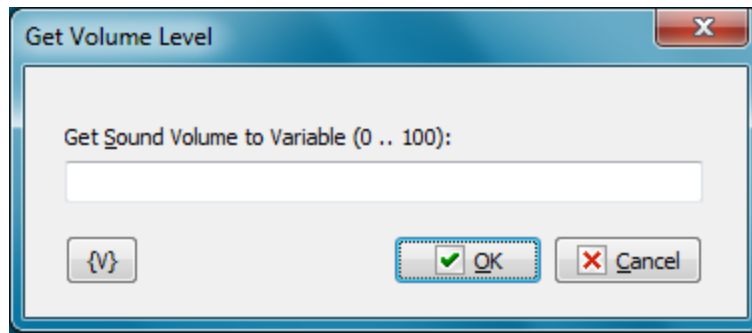 Get Volume Level
Get Sound Volume to Variable (0 .. 100):
{V}
OK
Cancel